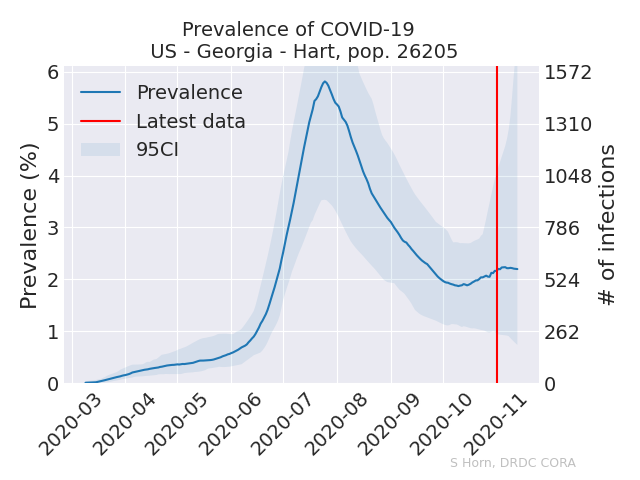 Prevalence of COVID-19
US - Georgia - Hart, pop. 26205
Prevalence (%)
6
5
4
3
2
1
0
Prevalence
Latest data
95CI
1572
1310
1048
786
524
262
0
# of infections
2020-03
2020-04
2020-05
2020-06
2020-07
2020-08
2020-09
2020-10
2020-11
S Horn, DRDC CORA